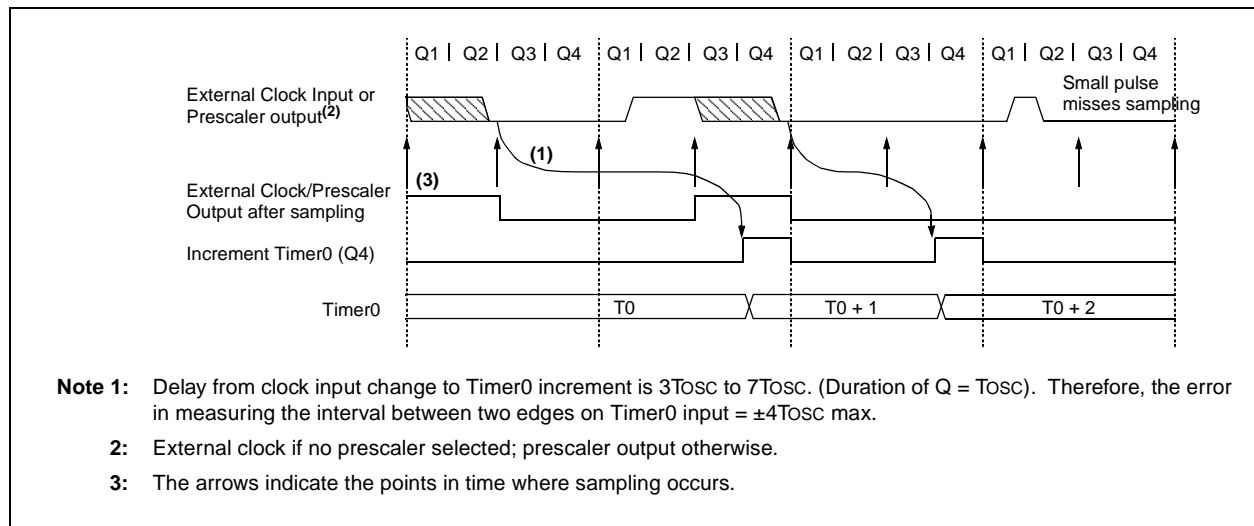 Q1 Q2 Q3 Q4 Q1 Q2 Q3 Q4 Q1 Q2 Q3 Q4 Q1 Q2 Q3 Q4
External Clock Input or
Prescaler output(2)
Small pulse
misses sampling
(1)
(3)
External Clock/Prescaler
Output after sampling
Increment Timer0 (Q4)
Timer0 T0 T0 + 1 T0 + 2
Note 1: Delay from clock input change to Timer0 increment is 3TOSC to 7TOSC. (Duration of Q = TOSC). Therefore, the error
in measuring the interval between two edges on Timer0 input = ±4TOSC max.
2: External clock if no prescaler selected; prescaler output otherwise.
3: The arrows indicate the points in time where sampling occurs.